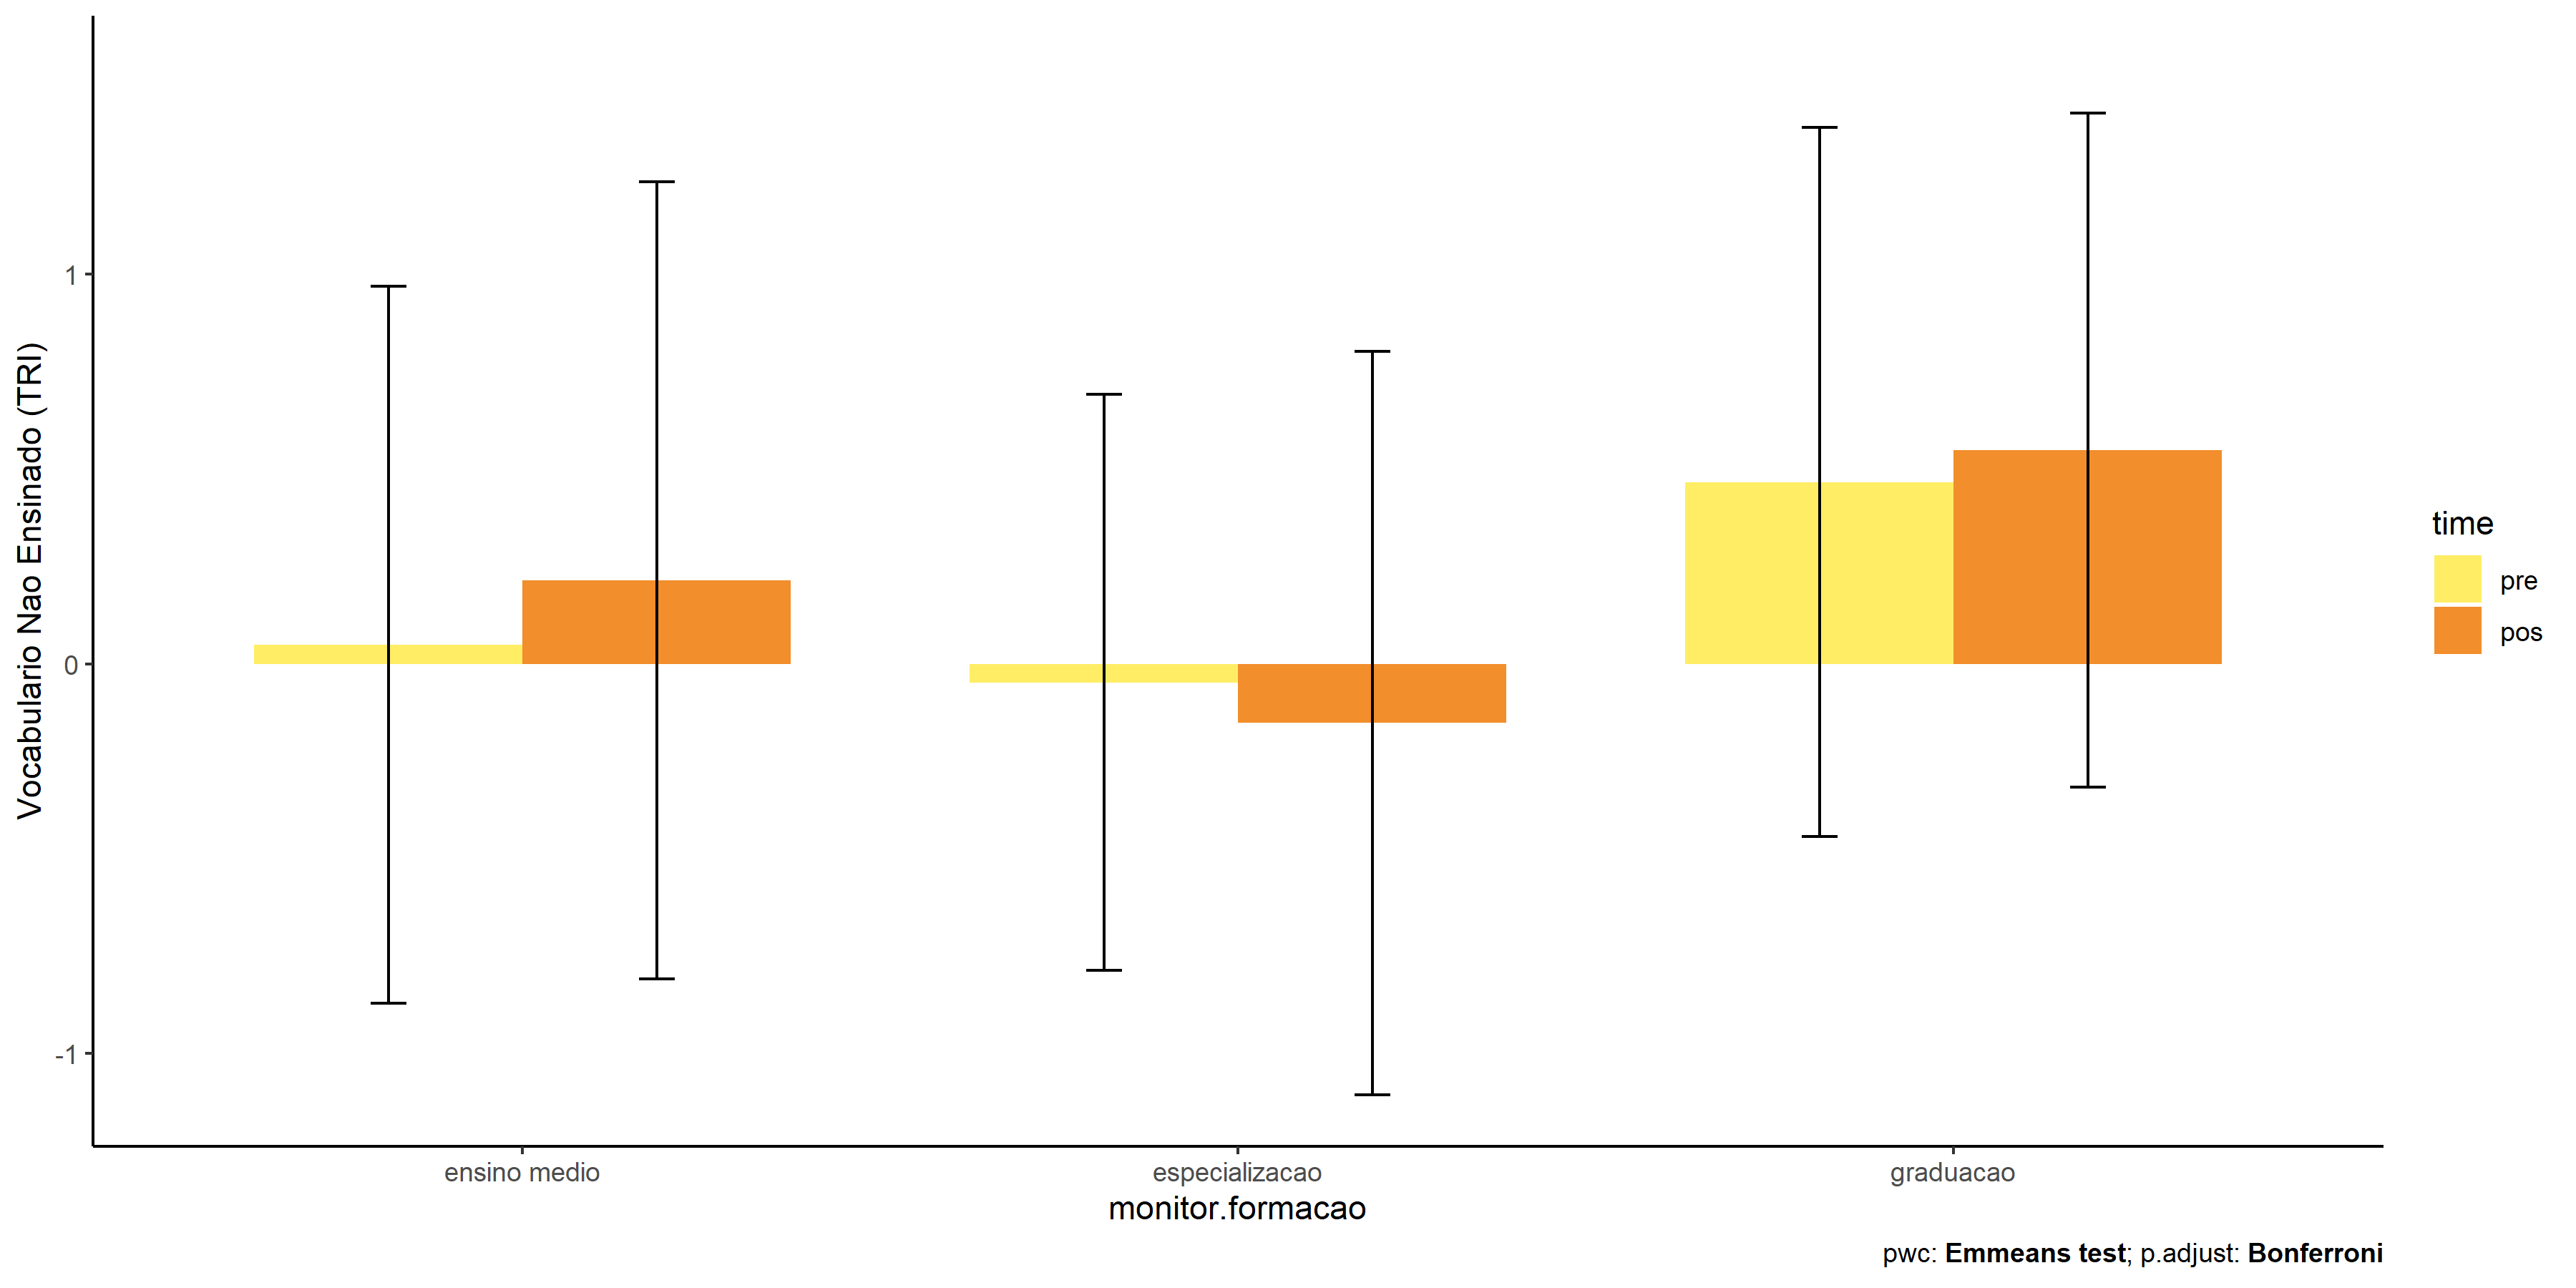 Vocabulario Nao Ensinado (TRI)
1
0
-1
ensino medio
especializacao
graduacao
monitor.formacao
time
pre
pos
pwc: Emmeans test; p.adjust: Bonferroni